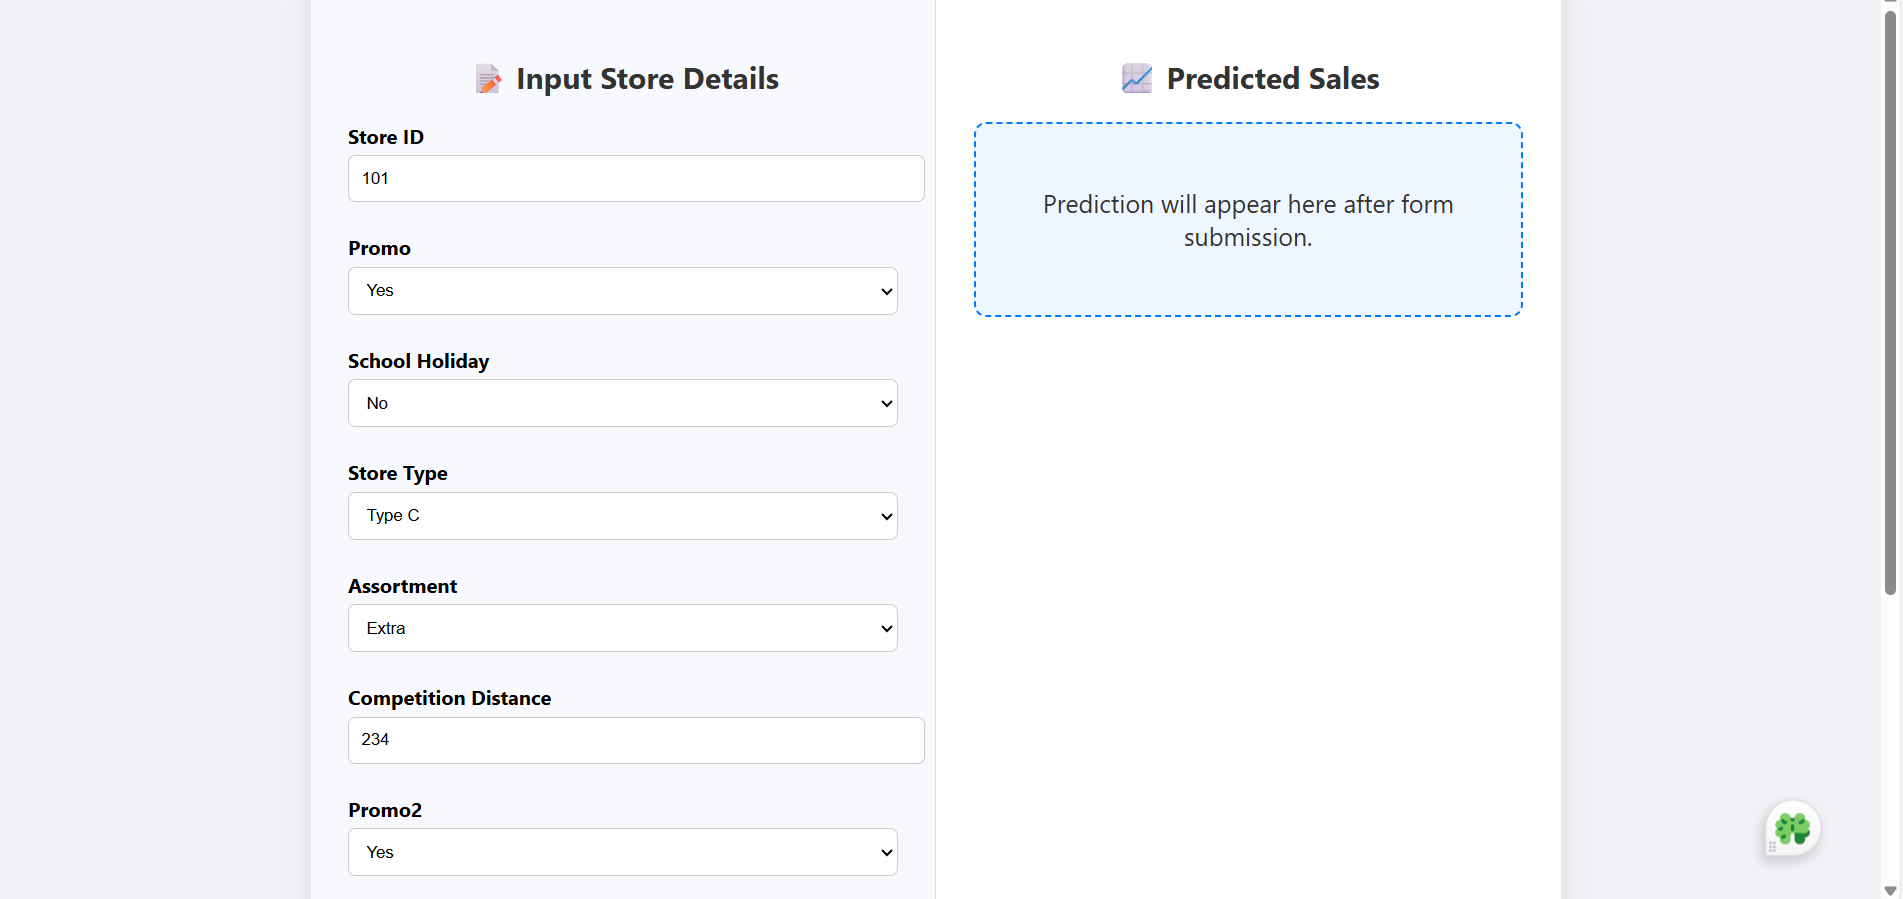 Input Store Details
Store ID
101
Promo
Yes
School Holiday
No
Store Type
Type C
Assortment
Extra
Competition Distance
234
Promo2
Yes
Predicted Sales
Prediction will appear here after form
submission.